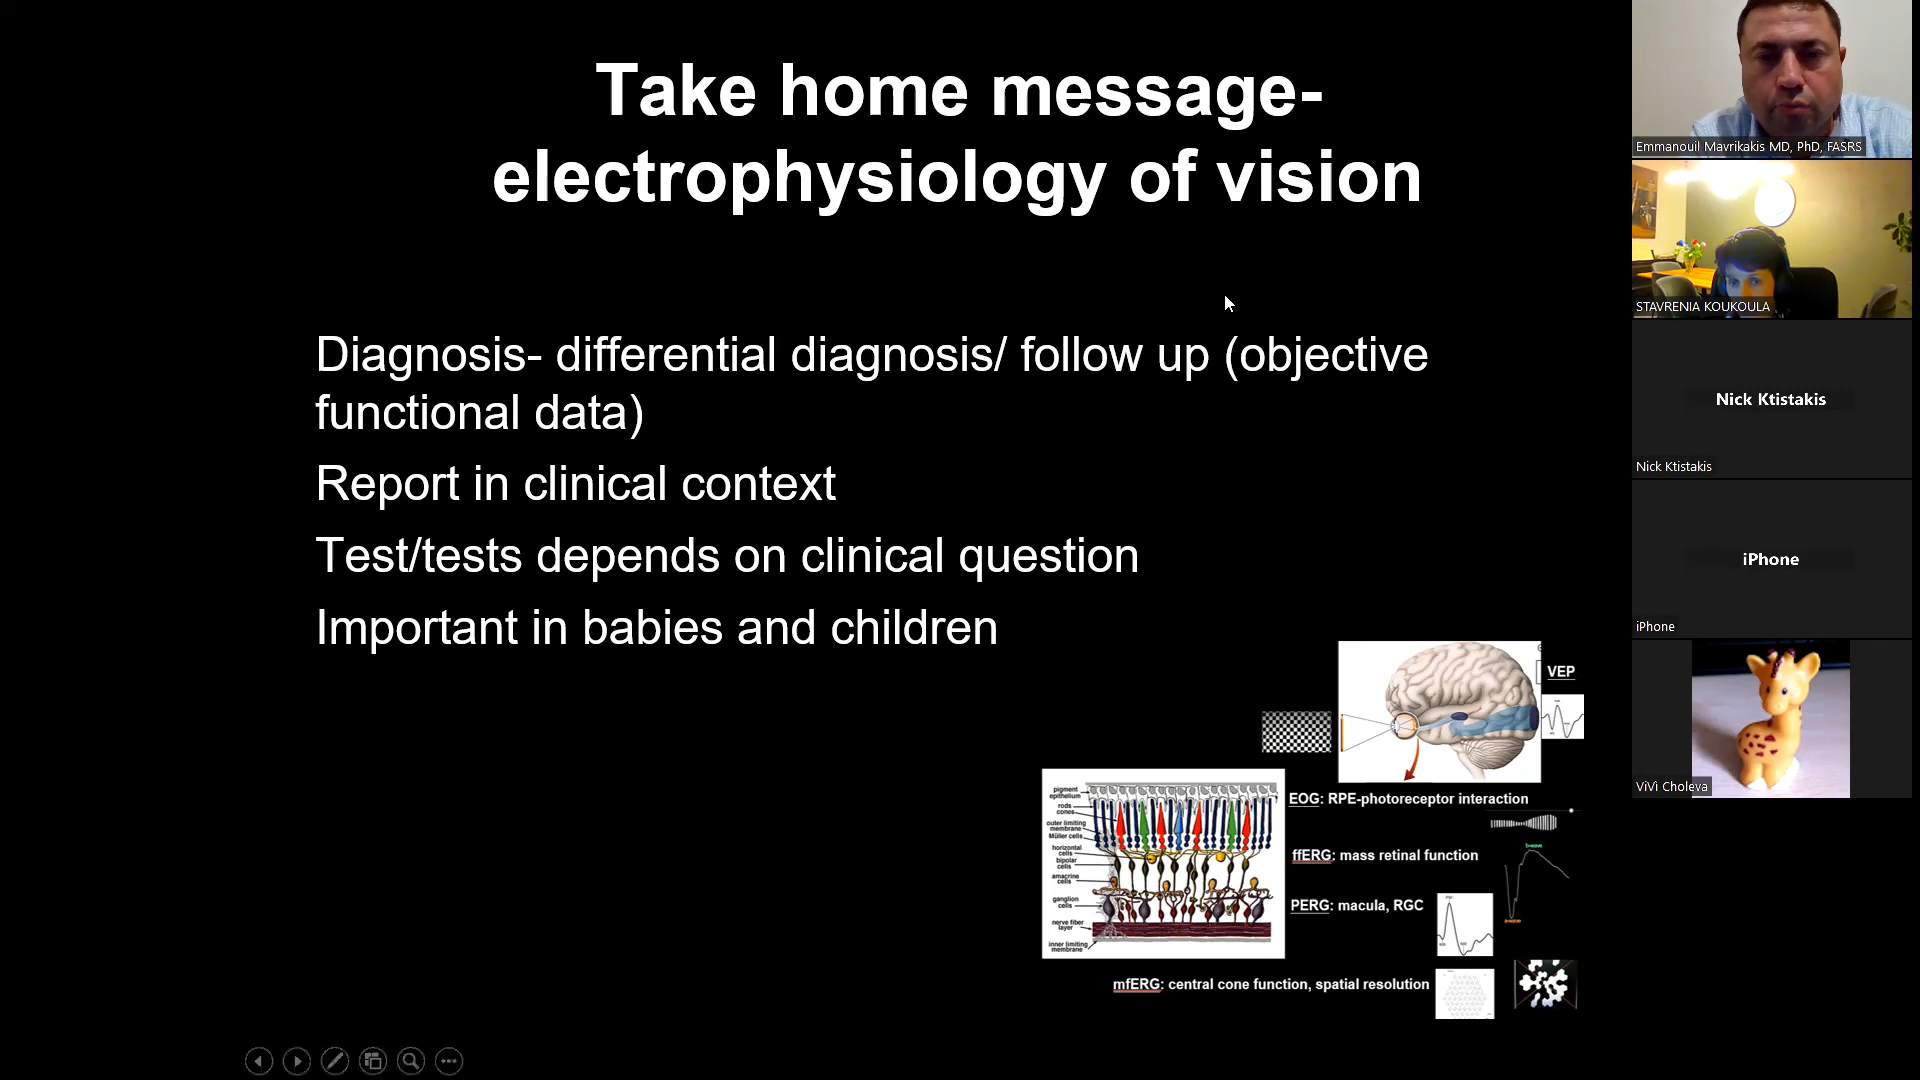 Take home message-
electrophysiology of vision
Diagnosis- differential diagnosis/ follow up (objective
functional data)
Report in clinical context
Test/tests depends on clinical question
Important in babies and children
VEP
EOG: RPE-photoreceptor interaction
ffERG: mass retinal function
PERG: macula, RGC
mfERG: central cone function, spatial resolution
pigment
epithelium
rods
cones
outer limiting
membrane
Müller cells
horizontal
cells
bipolar
cells
amacrine
cells
ganglion
cells
nerve fiber
layer
inner limiting
membrane
b-wave
a-wave
Emmanouil Mavrikakis MD, PhD, FASRS
STAVRENIA KOUKOULA
Nick Ktistakis
Nick Ktistakis
iPhone
iPhone
ViVi Choleva